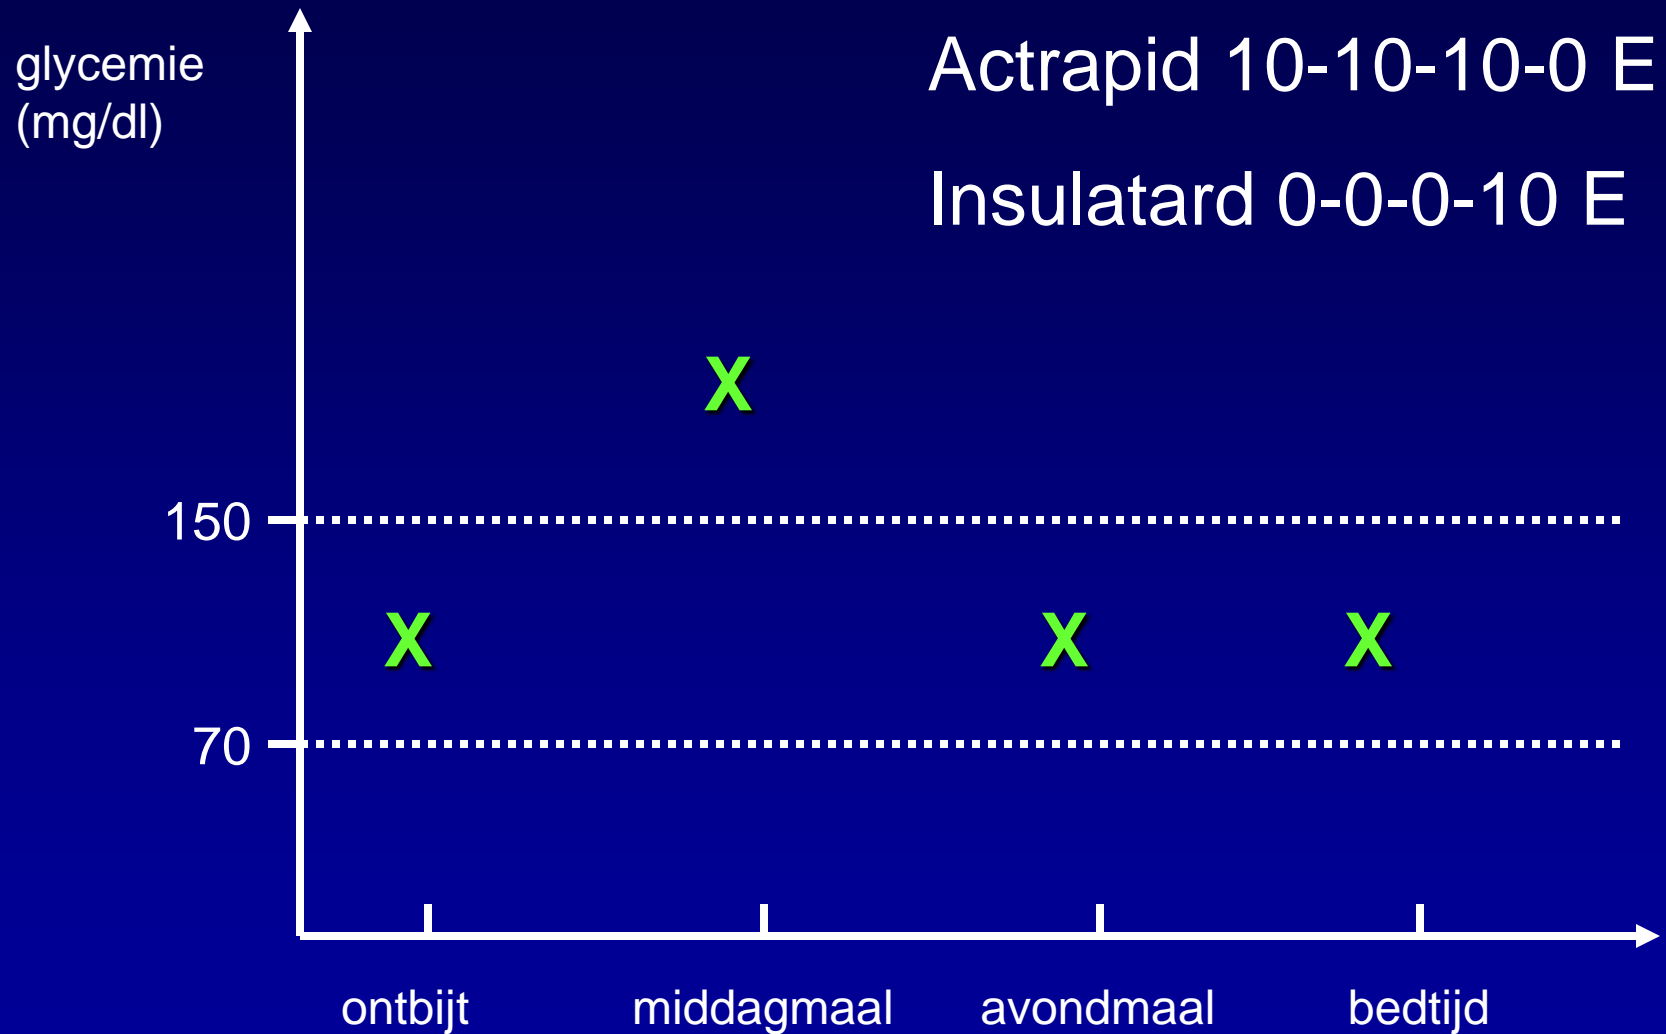 glycemie
(mg/dl)
Actrapid 10-10-10-0 E
Insulatard 0-0-0-10 E
X
150
X X X
70
ontbijt middagmaal avondmaal bedtijd